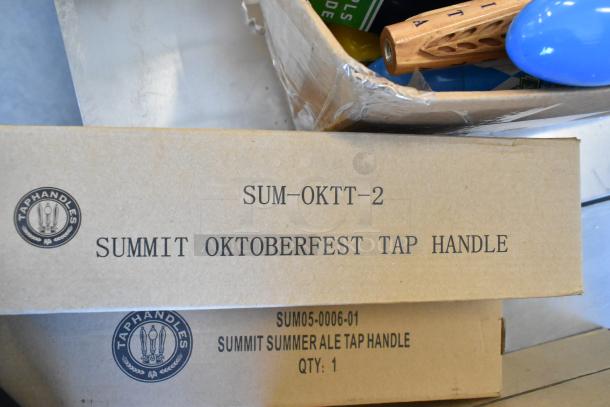 TAPHANDLES
SUM-OKTT-2
SUMMIT OKTOBERFEST TAP HANDLE
TAPHANDLES
SUM05-0006-01
SUMMIT SUMMER ALE TAP HANDLE
QTY: 1